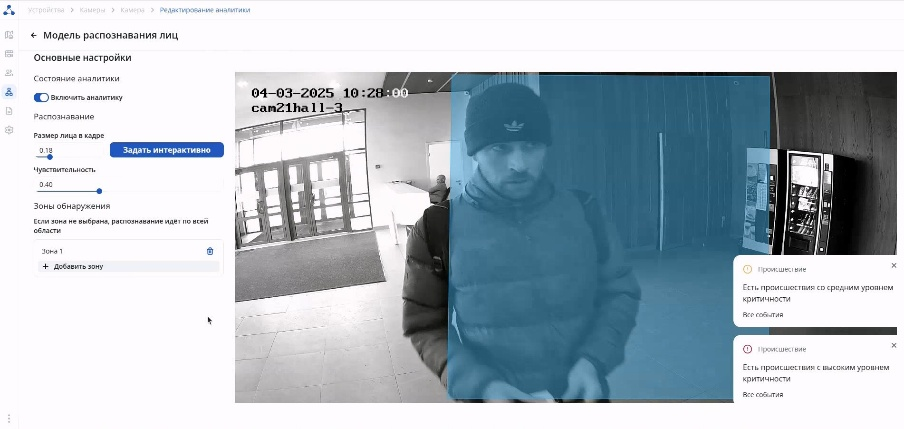 Устройства > Камеры > Камера > Редактирование аналитики
← Модель распознавания лиц
Основные настройки
Состояние аналитики
Включить аналитику
Распознавание
Размер лица в кадре
0.18
Задать интерактивно
Чувствительность
0.40
Зоны обнаружения
Если зона не выбрана, распознавание идёт по всей
области
Зона 1
+ Добавить зону
04-03-2025 10:28:00
cam21hall-3
Происшествие
Есть происшествия со средним уровнем
критичности
Все события
Происшествие
Есть происшествия с высоким уровнем
критичности
Все события